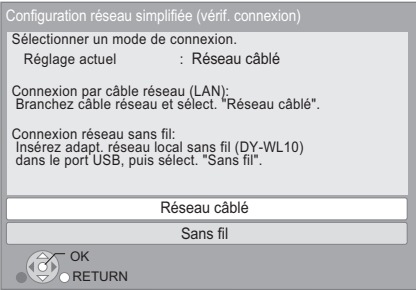 Configuration réseau simplifiée (vérif. connexion)
Sélectionner un mode de connexion.
Réglage actuel : Réseau câblé
Connexion par câble réseau (LAN):
Branchez câble réseau et sélect. "Réseau câblé".
Connexion réseau sans fil:
Insérez adapt. réseau local sans fil (DY-WL10)
dans le port USB, puis sélect. "Sans fil".
Réseau câblé
Sans fil
OK
RETURN